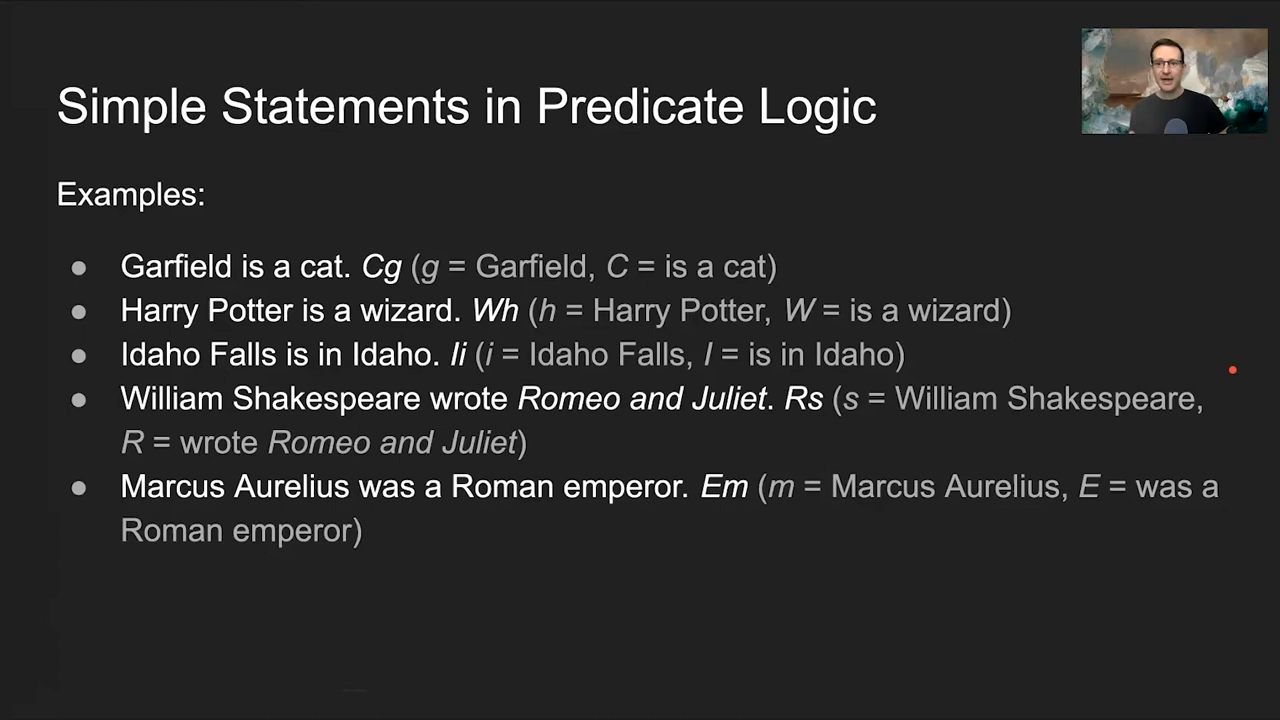 Simple Statements in Predicate Logic
Examples:
● Garfield is a cat. Cg (g = Garfield, C = is a cat)
● Harry Potter is a wizard. Wh (h = Harry Potter, W = is a wizard)
● Idaho Falls is in Idaho. Ii (i = Idaho Falls, I = is in Idaho)
● William Shakespeare wrote Romeo and Juliet. Rs (s = William Shakespeare,
R = wrote Romeo and Juliet)
● Marcus Aurelius was a Roman emperor. Em (m = Marcus Aurelius, E = was a
Roman emperor)